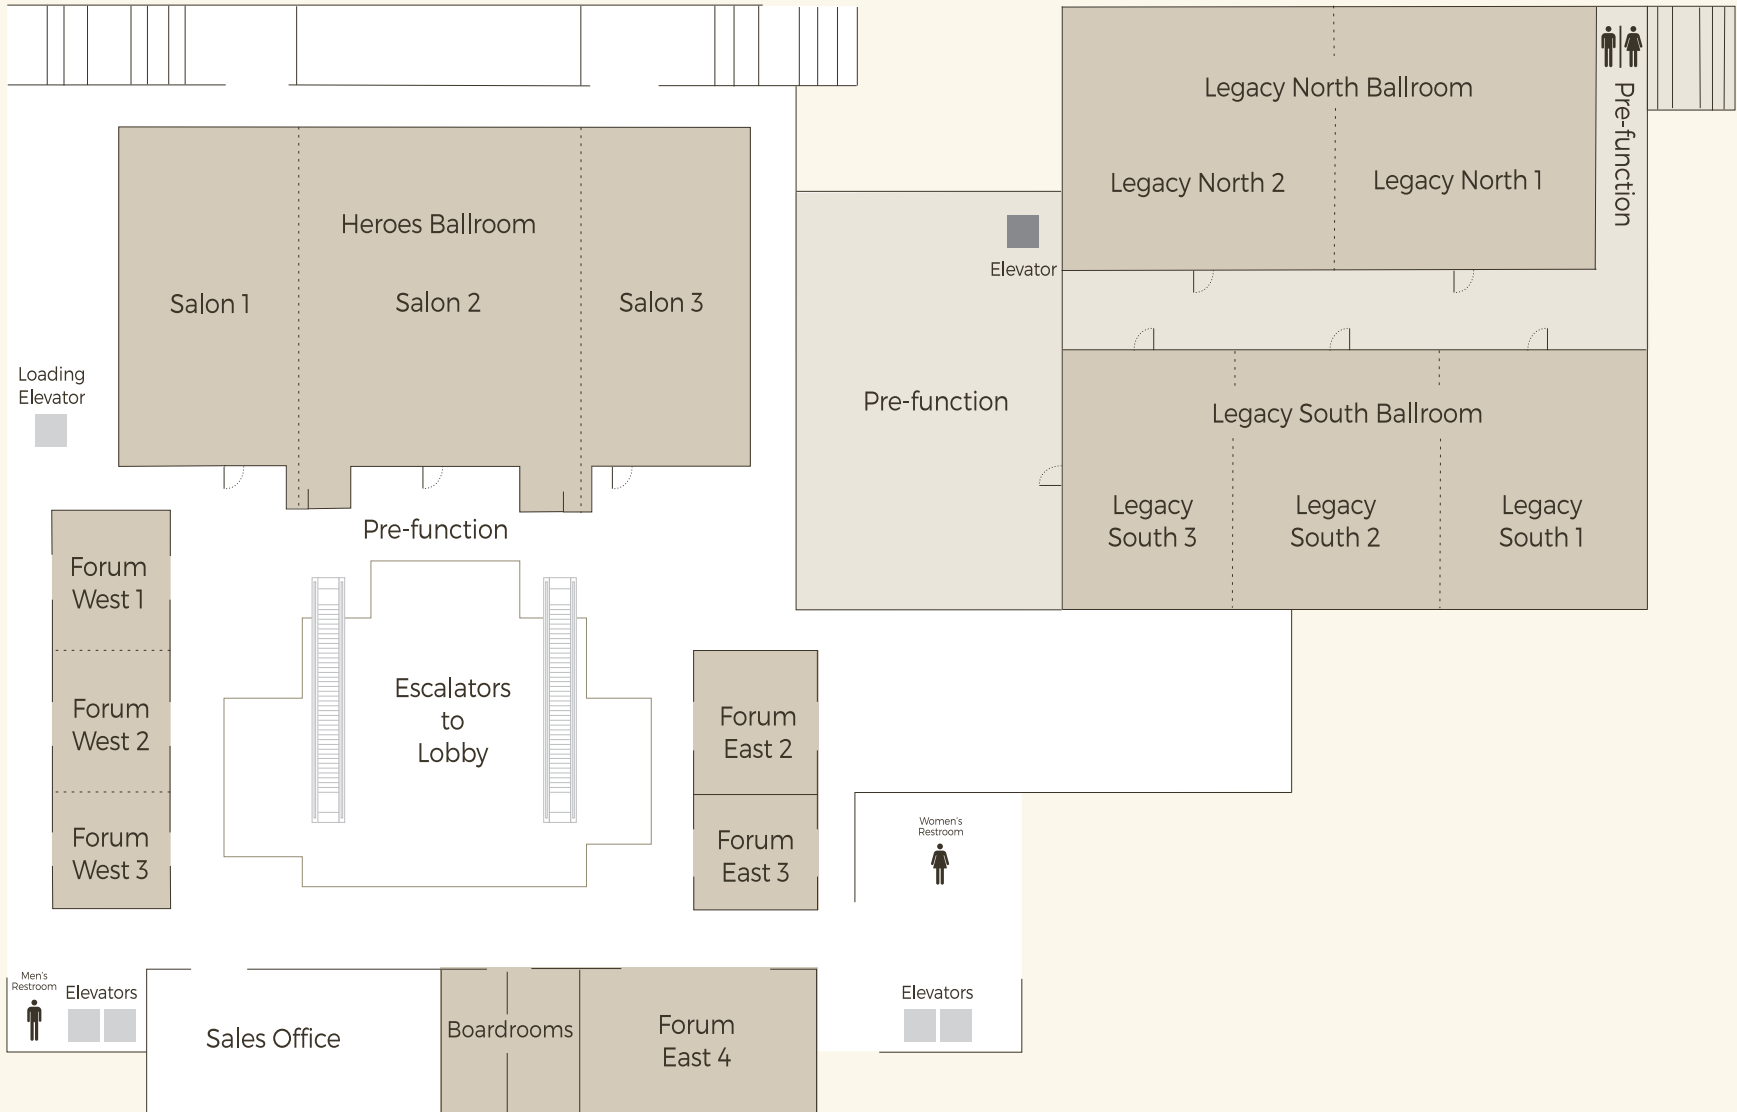 Legacy North Ballroom
Legacy North 2
Legacy North 1
Pre-function
Heroes Ballroom
Salon 1
Salon 2
Salon 3
Elevator
Loading
Elevator
Pre-function
Legacy South Ballroom
Legacy
South 3
Legacy
South 2
Legacy
South 1
Pre-function
Forum
West 1
Forum
West 2
Forum
West 3
Escalators
to
Lobby
Forum
East 2
Forum
East 3
Women's
Restroom
Men's
Restroom
Elevators
Sales Office
Boardrooms
Forum
East 4
Elevators